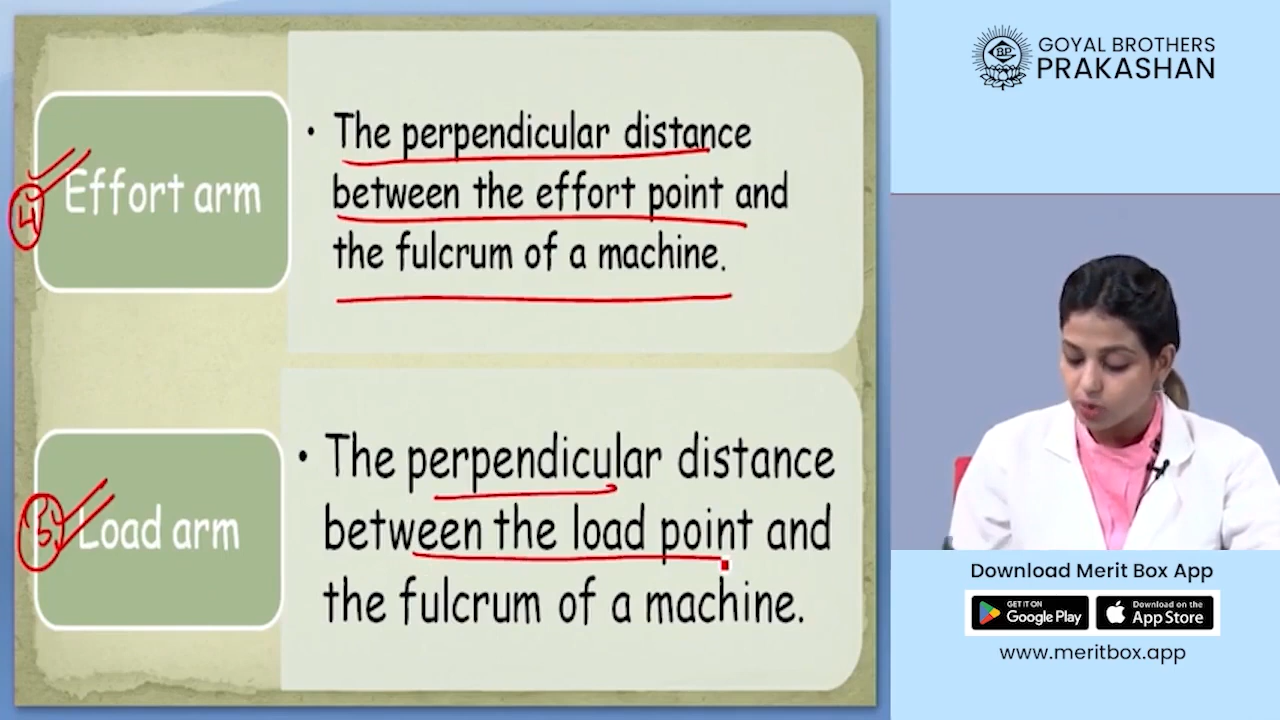 ④ Effort arm
• The perpendicular distance
between the effort point and
the fulcrum of a machine.
⑤ Load arm
• The perpendicular distance
between the load point and
the fulcrum of a machine.
GBP
GOYAL BROTHERS
PRAKASHAN
Download Merit Box App
GET IT ON
Google Play
Download on the
App Store
www.meritbox.app